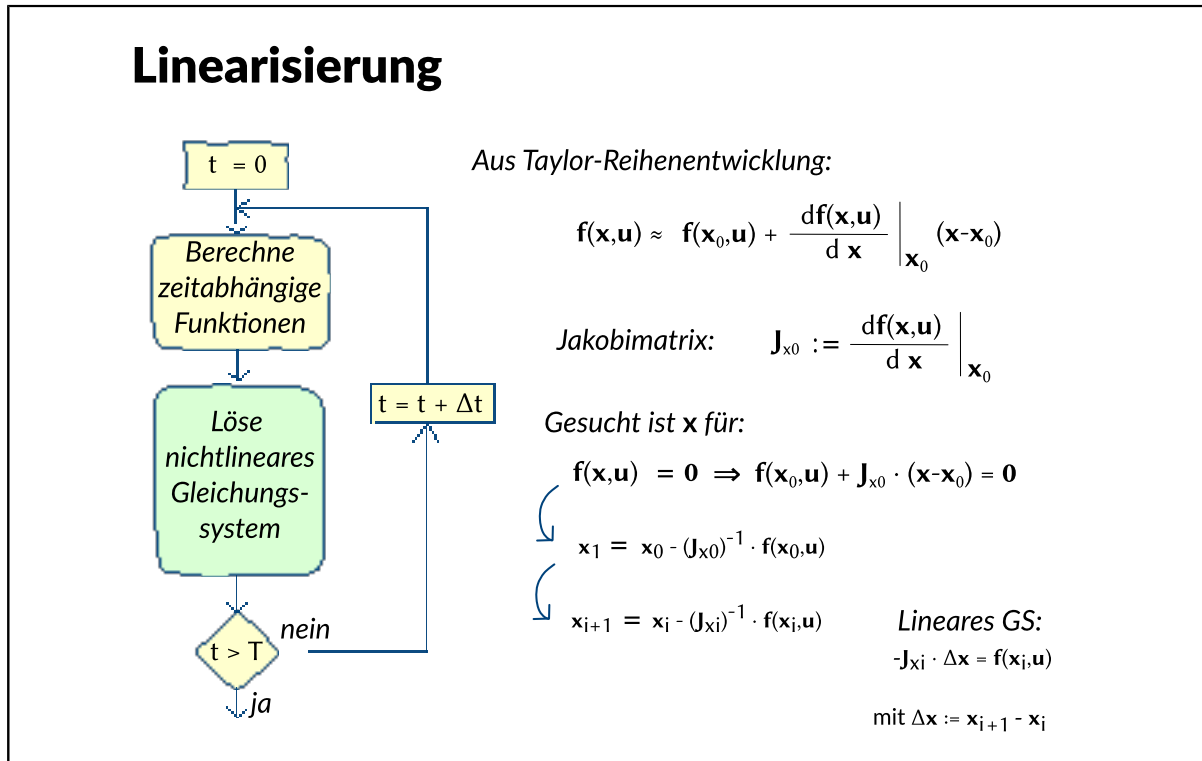 Linearisierung
t = 0
Berechne
zeitabhängige
Funktionen
Löse
nichtlineares
Gleichungs-
system
t > T
nein
ja
t = t + Δt
Aus Taylor-Reihenentwicklung:
f(x,u) ≈ f(x₀,u) + df(x,u) / d x |x₀ (x-x₀)
Jakobimatrix: Jx0 := df(x,u) / d x |x₀
Gesucht ist x für:
f(x,u) = 0 ⇒ f(x₀,u) + Jx0 · (x-x₀) = 0
x1 = x0 - (Jx0)⁻¹ · f(x0,u)
xi+1 = xi - (Jxi)⁻¹ · f(xi,u)
Lineares GS:
-Jxi · Δx = f(xi,u)
mit Δx := xi+1 - xi